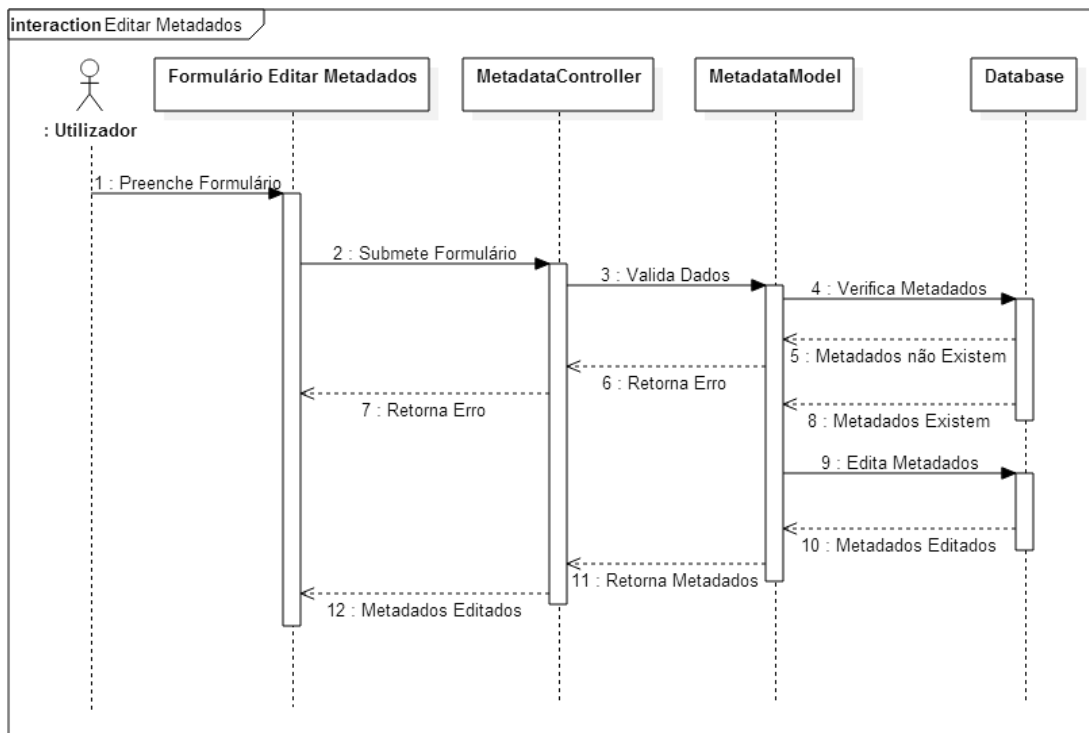 interaction Editar Metadados
Formulário Editar Metadados
MetadataController
MetadataModel
Database
: Utilizador
1 : Preenche Formulário
2 : Submete Formulário
3 : Valida Dados
4 : Verifica Metadados
5 : Metadados não Existem
6 : Retorna Erro
7 : Retorna Erro
8 : Metadados Existem
9 : Edita Metadados
10 : Metadados Editados
11 : Retorna Metadados
12 : Metadados Editados